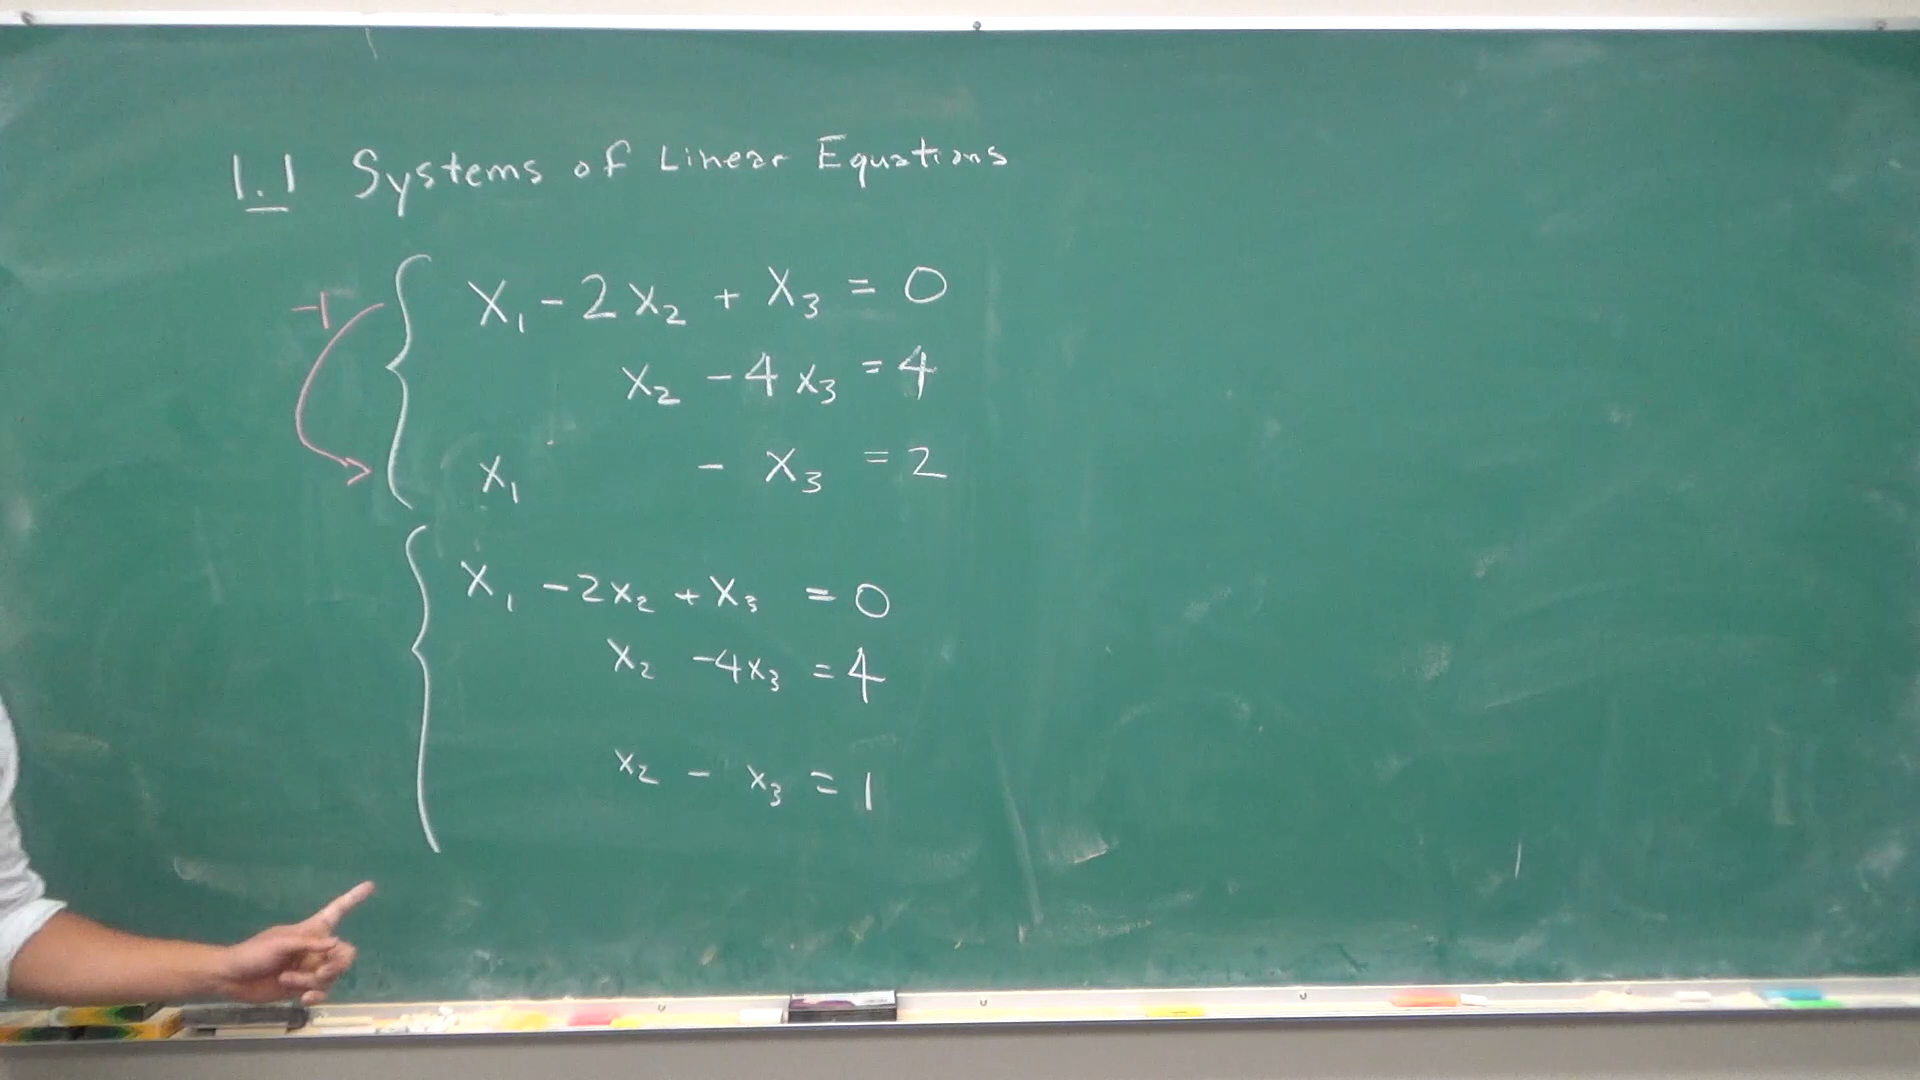 1.1 Systems of Linear Equations
x₁ - 2x₂ + x₃ = 0
-1
x₂ - 4x₃ = 4
x₁ - x₃ = 2
x₁ - 2x₂ + x₃ = 0
x₂ - 4x₃ = 4
x₂ - x₃ = 1